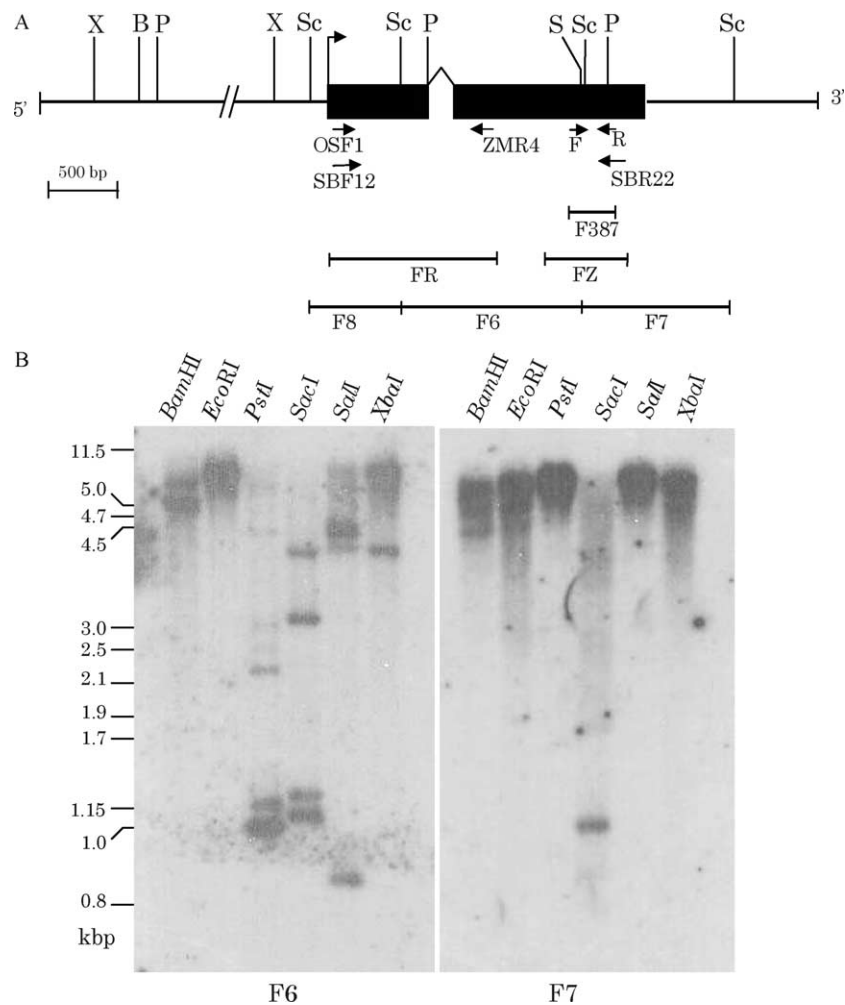 A
X B P X Sc Sc P S Sc P Sc
5’ 3’
OSF1 ZMR4 F R
SBF12 SBR22
500 bp
F387
FR FZ
F8 F6 F7
B
BamHI EcoRI PstI SacI SalI XbaI BamHI EcoRI PstI SacI SalI XbaI
11.5
5.0
4.7
4.5
3.0
2.5
2.1
1.9
1.7
1.15
1.0
0.8
kbp
F6 F7